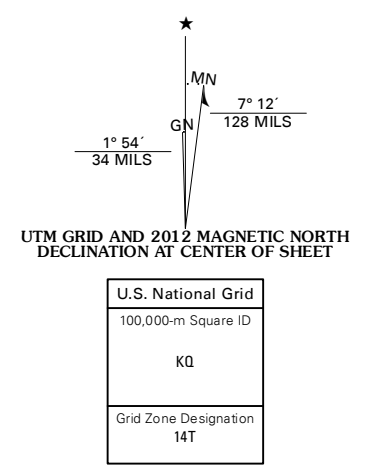 ★
MN
GN
7° 12´
128 MILS
1° 54´
34 MILS
UTM GRID AND 2012 MAGNETIC NORTH
DECLINATION AT CENTER OF SHEET
U.S. National Grid
100,000-m Square ID
KQ
Grid Zone Designation
14T